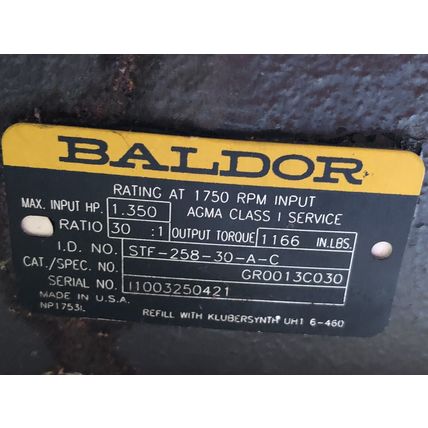 BALDOR
RATING AT 1750 RPM INPUT
MAX. INPUT HP. 1.350 AGMA CLASS I SERVICE
RATIO 30 :1 OUTPUT TORQUE 1166 IN.LBS.
I.D. NO. STF-258-30-A-C
CAT./SPEC. NO. GR0013C030
SERIAL NO. I1003250421
MADE IN U.S.A.
NP1753L REFILL WITH KLUBERSYNTH UH1 6-460